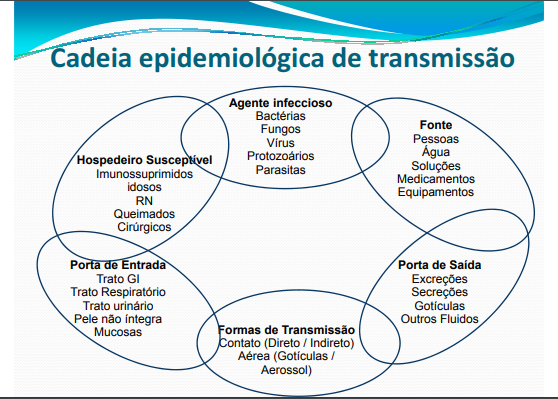 Cadeia epidemiológica de transmissão
Agente infeccioso
Bactérias
Fungos
Vírus
Protozoários
Parasitas
Fonte
Pessoas
Água
Soluções
Medicamentos
Equipamentos
Porta de Saída
Excreções
Secreções
Gotículas
Outros Fluidos
Formas de Transmissão
Contato (Direto / Indireto)
Aérea (Gotículas /
Aerossol)
Porta de Entrada
Trato GI
Trato Respiratório
Trato urinário
Pele não íntegra
Mucosas
Hospedeiro Susceptível
Imunossuprimidos
idosos
RN
Queimados
Cirúrgicos